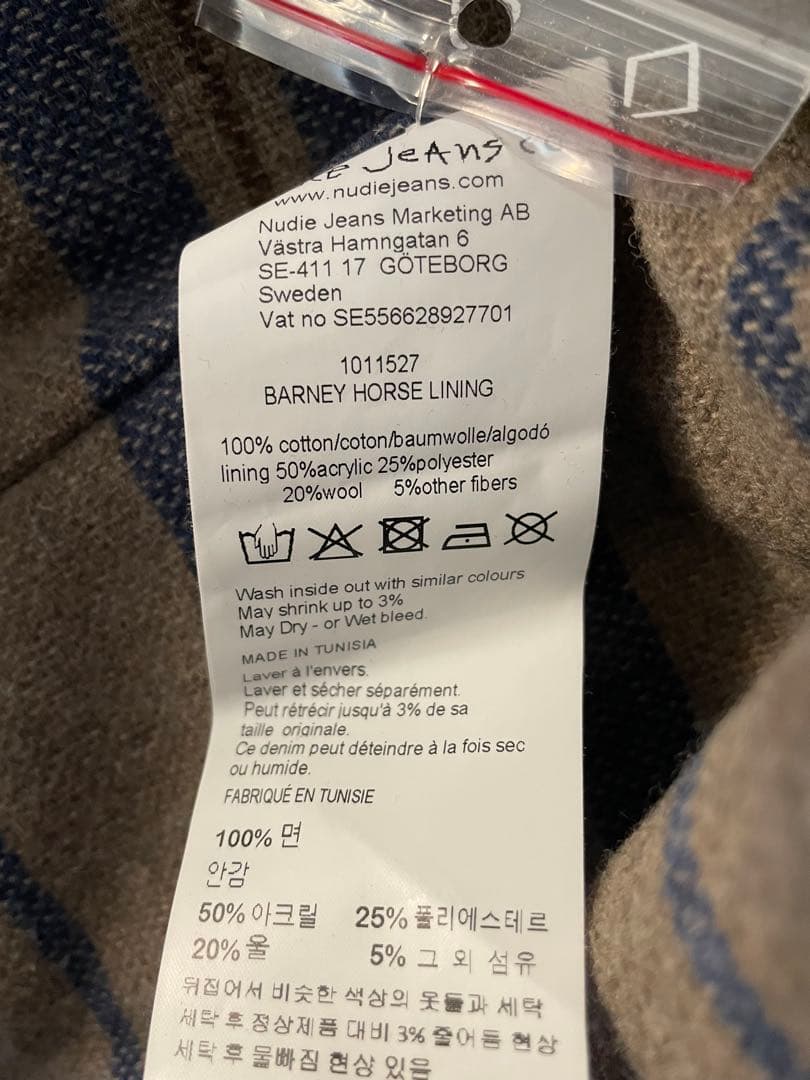 JeANS
www.nudiejeans.com
Nudie Jeans Marketing AB
Västra Hamngatan 6
SE-411 17 GÖTEBORG
Sweden
Vat no SE556628927701
1011527
BARNEY HORSE LINING
100% cotton/coton/baumwolle/algodó
lining 50%acrylic 25%polyester
20%wool 5%other fibers
Wash inside out with similar colours
May shrink up to 3%
May Dry - or Wet bleed.
MADE IN TUNISIA
Laver à l'envers.
Laver et sécher séparément.
Peut rétrécir jusqu'à 3% de sa
taille originale.
Ce denim peut déteindre à la fois sec
ou humide.
FABRIQUÉ EN TUNISIE
100% 면
안감
50% 아크릴 25% 폴리에스테르
20% 울 5% 그 외 섬유
뒤집어서 비슷한 색상의 옷들과 세탁
세탁 후 정상제품 대비 3% 줄어듬 현상
세탁 후 물빠짐 현상 있음